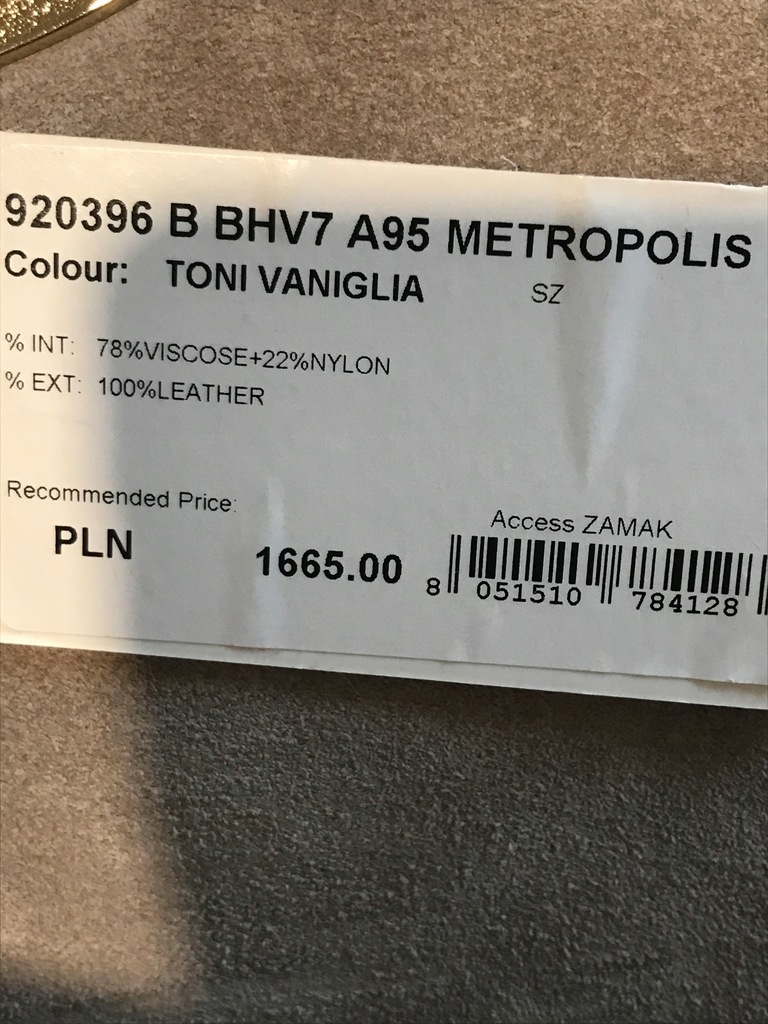 920396 B BHV7 A95 METROPOLIS
Colour: TONI VANIGLIA SZ
% INT: 78%VISCOSE+22%NYLON
% EXT: 100%LEATHER
Recommended Price:
Access ZAMAK
PLN 1665.00
8 051510 784128